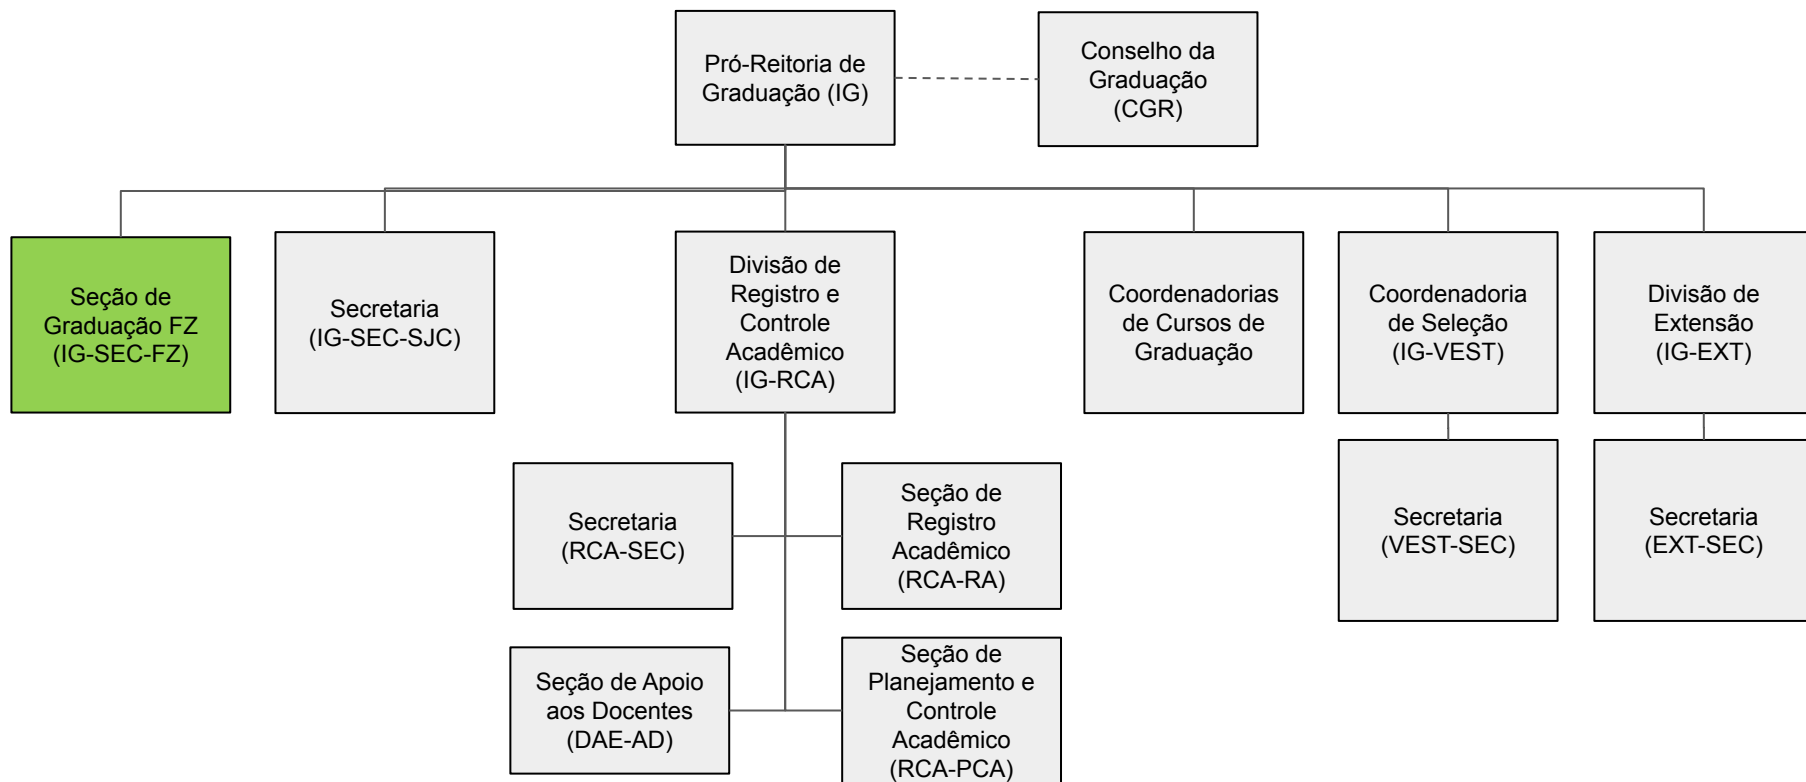 Pró-Reitoria de
Graduação (IG)
Conselho da
Graduação
(CGR)
Seção de
Graduação FZ
(IG-SEC-FZ)
Secretaria
(IG-SEC-SJC)
Divisão de
Registro e
Controle
Acadêmico
(IG-RCA)
Coordenadorias
de Cursos de
Graduação
Coordenadoria
de Seleção
(IG-VEST)
Divisão de
Extensão
(IG-EXT)
Secretaria
(RCA-SEC)
Seção de
Registro
Acadêmico
(RCA-RA)
Secretaria
(VEST-SEC)
Secretaria
(EXT-SEC)
Seção de Apoio
aos Docentes
(DAE-AD)
Seção de
Planejamento e
Controle
Acadêmico
(RCA-PCA)